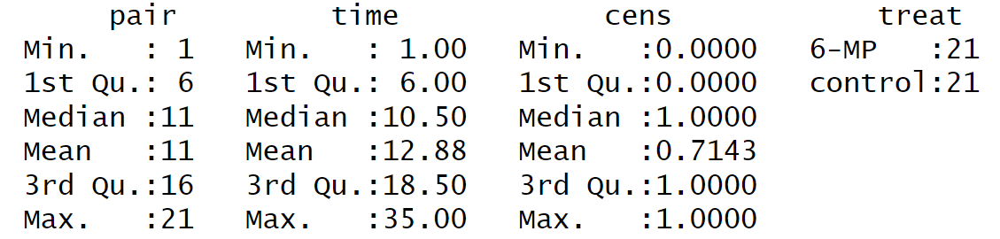 pair time cens treat
Min. : 1 Min. : 1.00 Min. :0.0000 6-MP :21
1st Qu.: 6 1st Qu.: 6.00 1st Qu.:0.0000 control:21
Median :11 Median :10.50 Median :1.0000
Mean :11 Mean :12.88 Mean :0.7143
3rd Qu.:16 3rd Qu.:18.50 3rd Qu.:1.0000
Max. :21 Max. :35.00 Max. :1.0000